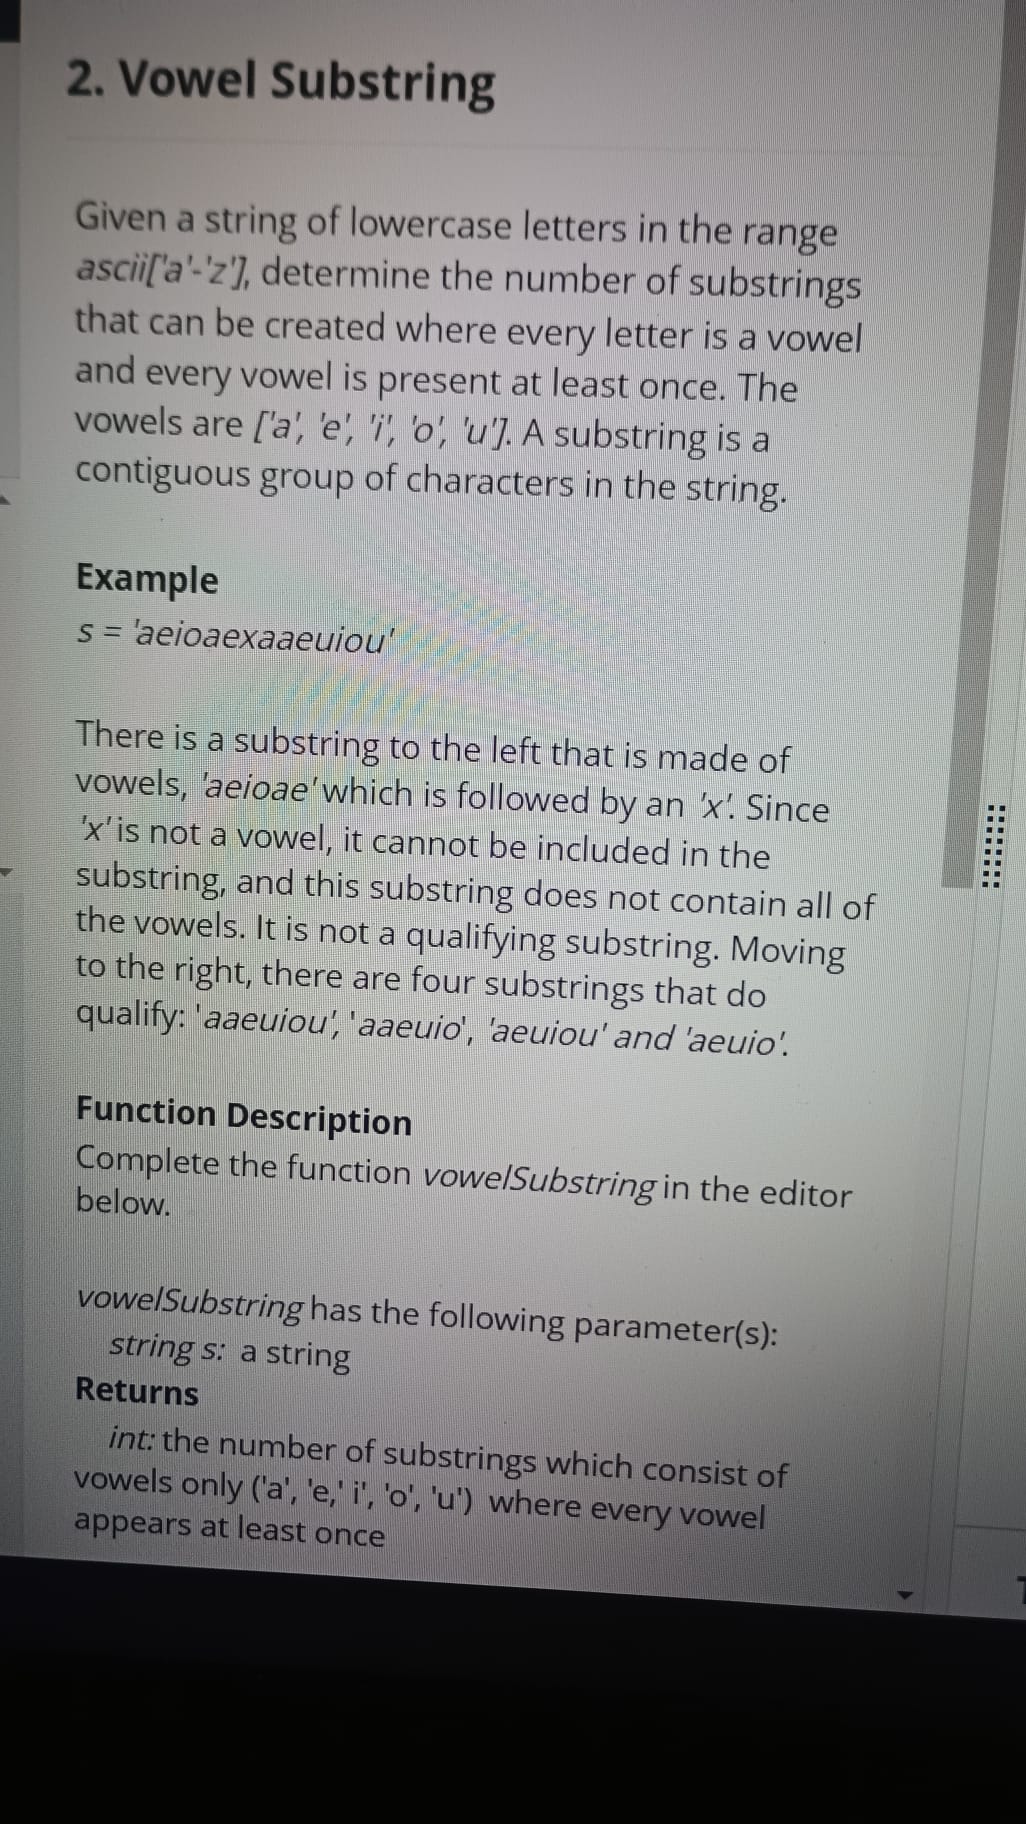 2. Vowel Substring
Given a string of lowercase letters in the range
ascii['a'-'z'], determine the number of substrings
that can be created where every letter is a vowel
and every vowel is present at least once. The
vowels are ['a', 'e', 'i', 'o', 'u']. A substring is a
contiguous group of characters in the string.
Example
s = 'aeioaexaaeuiou'
There is a substring to the left that is made of
vowels, 'aeioae' which is followed by an 'x'. Since
'x' is not a vowel, it cannot be included in the
substring, and this substring does not contain all of
the vowels. It is not a qualifying substring. Moving
to the right, there are four substrings that do
qualify: 'aaeuiou', 'aaeuio', 'aeuiou' and 'aeuio'.
Function Description
Complete the function vowelSubstring in the editor
below.
vowelSubstring has the following parameter(s):
string s: a string
Returns
int: the number of substrings which consist of
vowels only ('a', 'e,' i', 'o', 'u') where every vowel
appears at least once